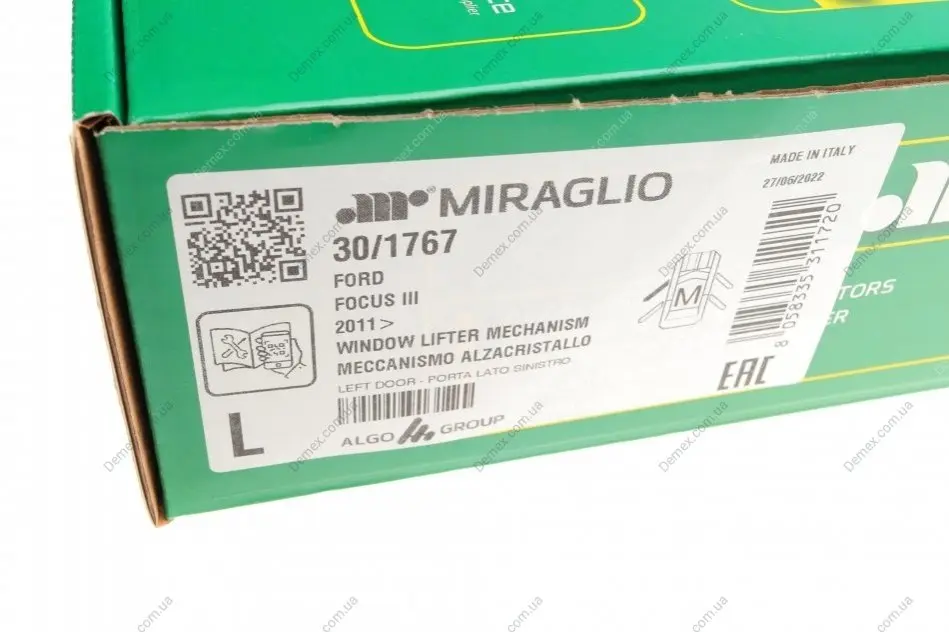 MADE IN ITALY
27/06/2022
MIRAGLIO
30/1767
FORD
FOCUS III
2011>
WINDOW LIFTER MECHANISM
MECCANISMO ALZACRISTALLO
LEFT DOOR - PORTA LATO SINISTRO
ALGO GROUP
L
M
8 058335 311720
EAC
TORS
ER
Demex.com.ua